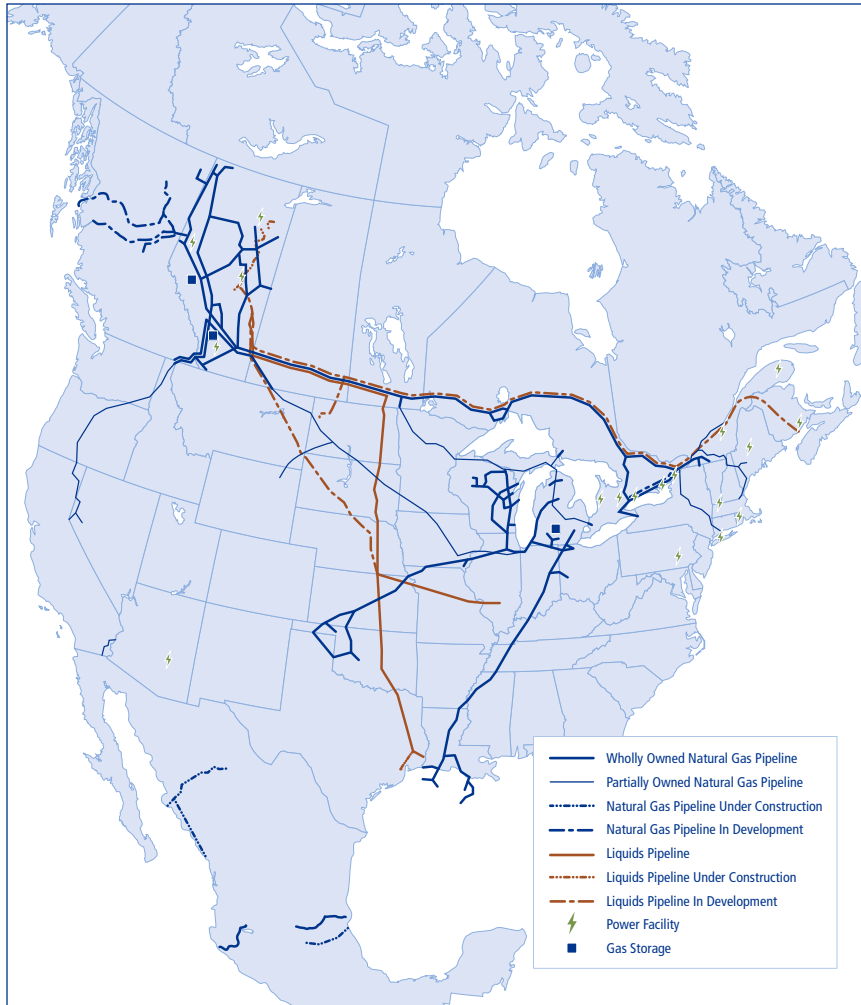 Wholly Owned Natural Gas Pipeline
Partially Owned Natural Gas Pipeline
Natural Gas Pipeline Under Construction
Natural Gas Pipeline In Development
Liquids Pipeline
Liquids Pipeline Under Construction
Liquids Pipeline In Development
Power Facility
Gas Storage